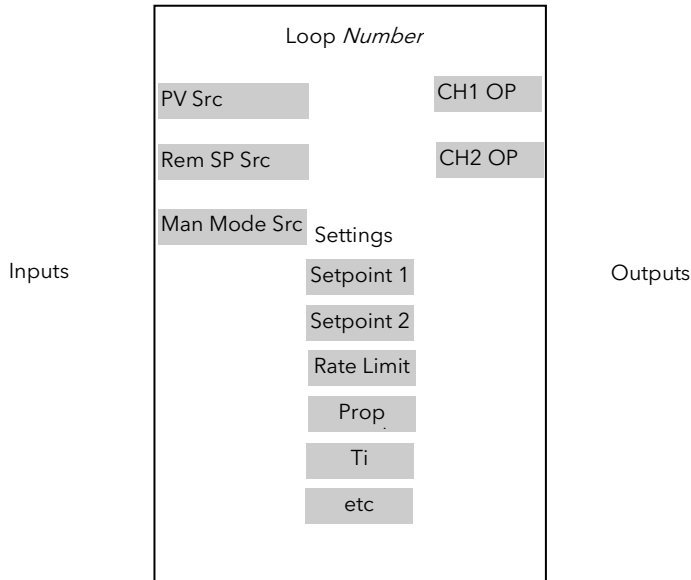 Loop Number
PV Src
CH1 OP
Rem SP Src
CH2 OP
Man Mode Src
Settings
Inputs
Setpoint 1
Outputs
Setpoint 2
Rate Limit
Prop
Ti
etc